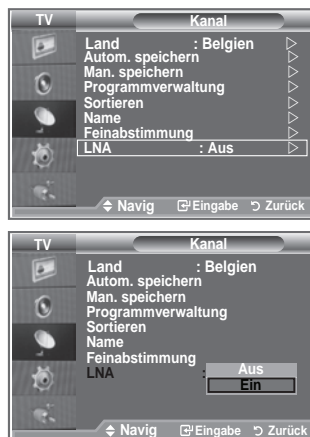 TV Kanal
Land : Belgien
Autom. speichern
Man. speichern
Programmverwaltung
Sortieren
Name
Feinabstimmung
LNA : Aus
Navig Eingabe Zurück
TV Kanal
Land : Belgien
Autom. speichern
Man. speichern
Programmverwaltung
Sortieren
Name
Feinabstimmung
LNA : Aus
Ein
Navig Eingabe Zurück